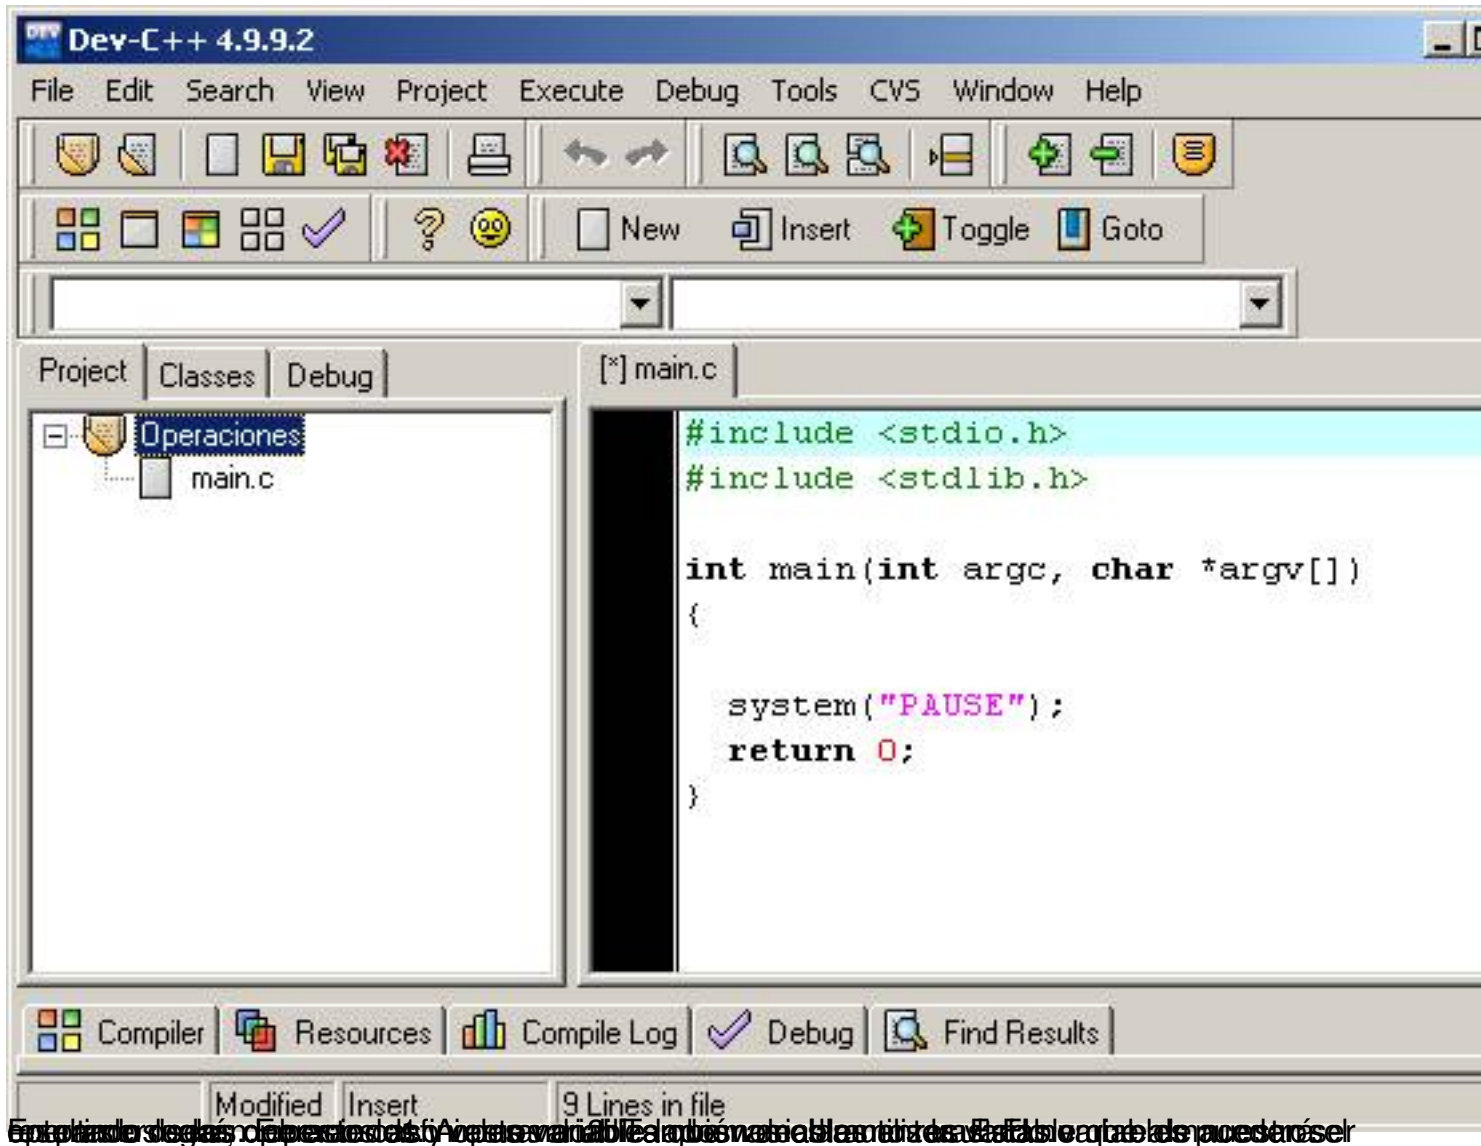 Dev-C++ 4.9.9.2
File Edit Search View Project Execute Debug Tools CVS Window Help
New Insert Toggle Goto
Project Classes Debug
[*] main.c
Operaciones
main.c
#include <stdio.h>
#include <stdlib.h>
int main(int argc, char *argv[])
{
system("PAUSE");
return 0;
}
Compiler Resources Compile Log Debug Find Results
Modified Insert 9 Lines in file